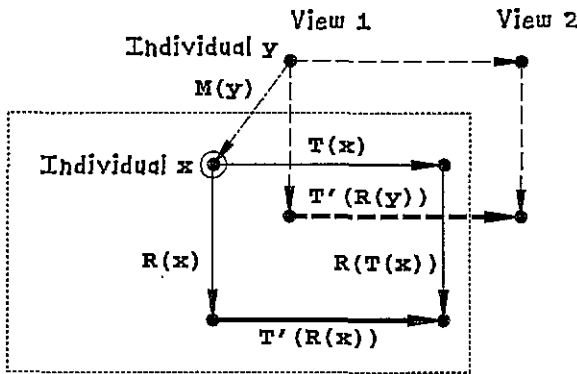 View 1 View 2
Individual y
M(y)
T(x)
Individual x
T'(R(y))
R(x) R(T(x))
T'(R(x))